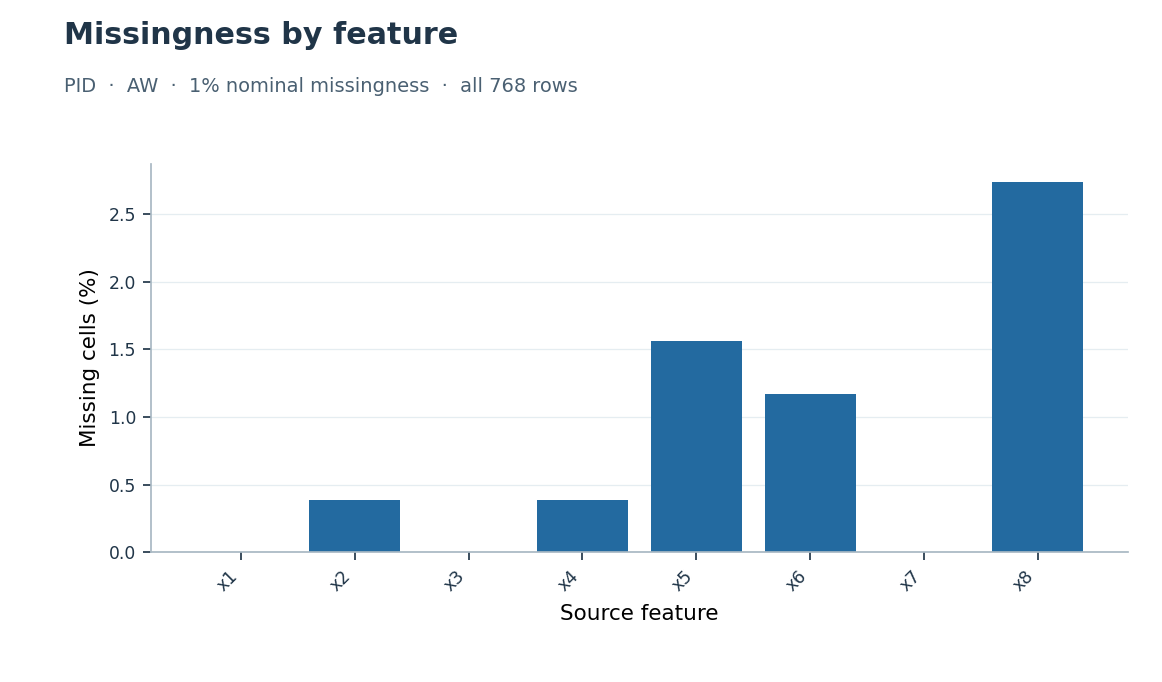 Missingness by feature
PID · AW · 1% nominal missingness · all 768 rows
Missing cells (%)
2.5
2.0
1.5
1.0
0.5
0.0
x1 x2 x3 x4 x5 x6 x7 x8
Source feature